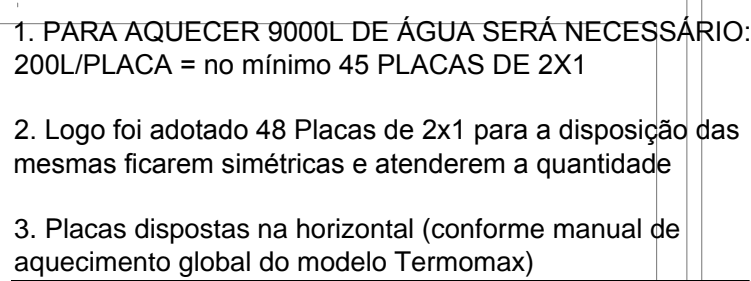 1. PARA AQUECER 9000L DE ÁGUA SERÁ NECESSÁRIO:
200L/PLACA = no mínimo 45 PLACAS DE 2X1
2. Logo foi adotado 48 Placas de 2x1 para a disposição das
mesmas ficarem simétricas e atenderem a quantidade
3. Placas dispostas na horizontal (conforme manual de
aquecimento global do modelo Termomax)